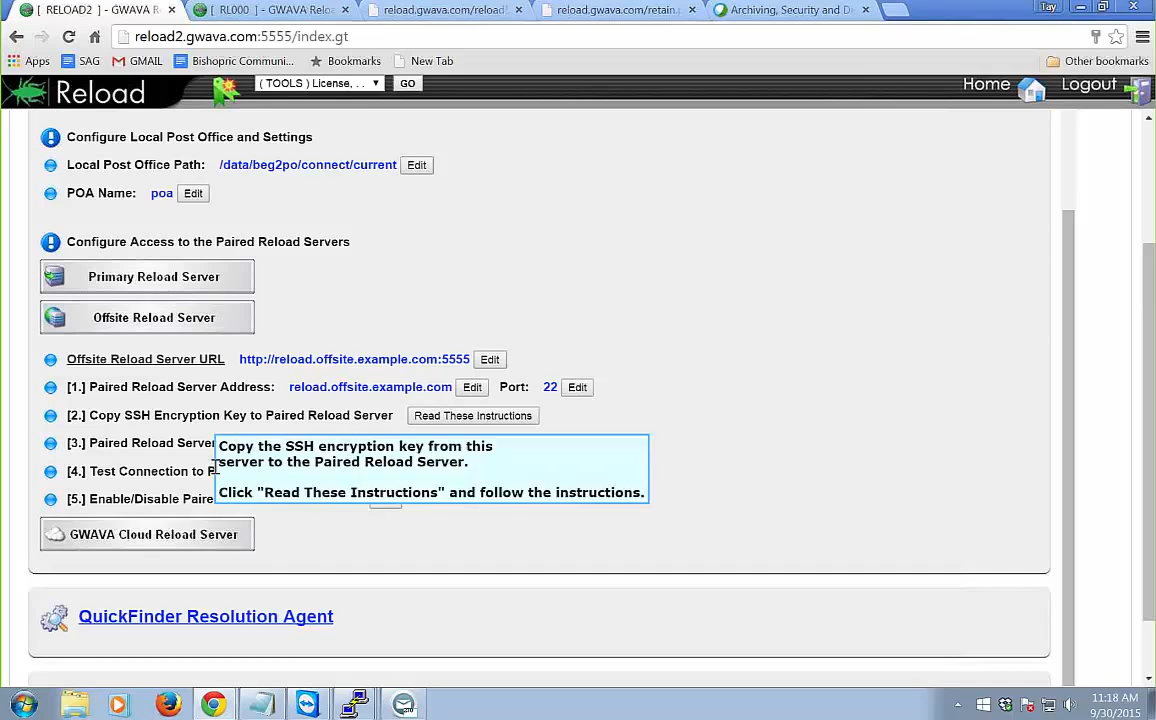 [ RELOAD2 ] - GWAVA Relo
[ RL000 ] - GWAVA Reloa
reload.gwava.com/reload5
reload.gwava.com/retain.
Archiving, Security and D
Tay
reload2.gwava.com:5555/index.gt
Apps
SAG
GMAIL
Bishopric Communi...
Bookmarks
New Tab
Other bookmarks
Reload
( TOOLS ) License, . .
GO
Home
Logout
Configure Local Post Office and Settings
Local Post Office Path: /data/beg2po/connect/current Edit
POA Name: poa Edit
Configure Access to the Paired Reload Servers
Primary Reload Server
Offsite Reload Server
Offsite Reload Server URL http://reload.offsite.example.com:5555 Edit
[1.] Paired Reload Server Address: reload.offsite.example.com Edit Port: 22 Edit
[2.] Copy SSH Encryption Key to Paired Reload Server Read These Instructions
[3.] Paired Reload Server
[4.] Test Connection to P
[5.] Enable/Disable Paire
Copy the SSH encryption key from this
server to the Paired Reload Server.
Click "Read These Instructions" and follow the instructions.
GWAVA Cloud Reload Server
QuickFinder Resolution Agent
11:18 AM
9/30/2015